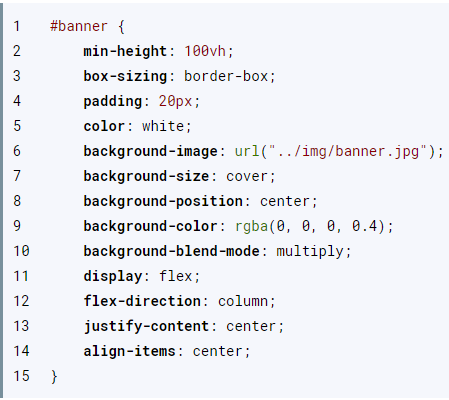 1 #banner {
2 min-height: 100vh;
3 box-sizing: border-box;
4 padding: 20px;
5 color: white;
6 background-image: url("../img/banner.jpg");
7 background-size: cover;
8 background-position: center;
9 background-color: rgba(0, 0, 0, 0.4);
10 background-blend-mode: multiply;
11 display: flex;
12 flex-direction: column;
13 justify-content: center;
14 align-items: center;
15 }